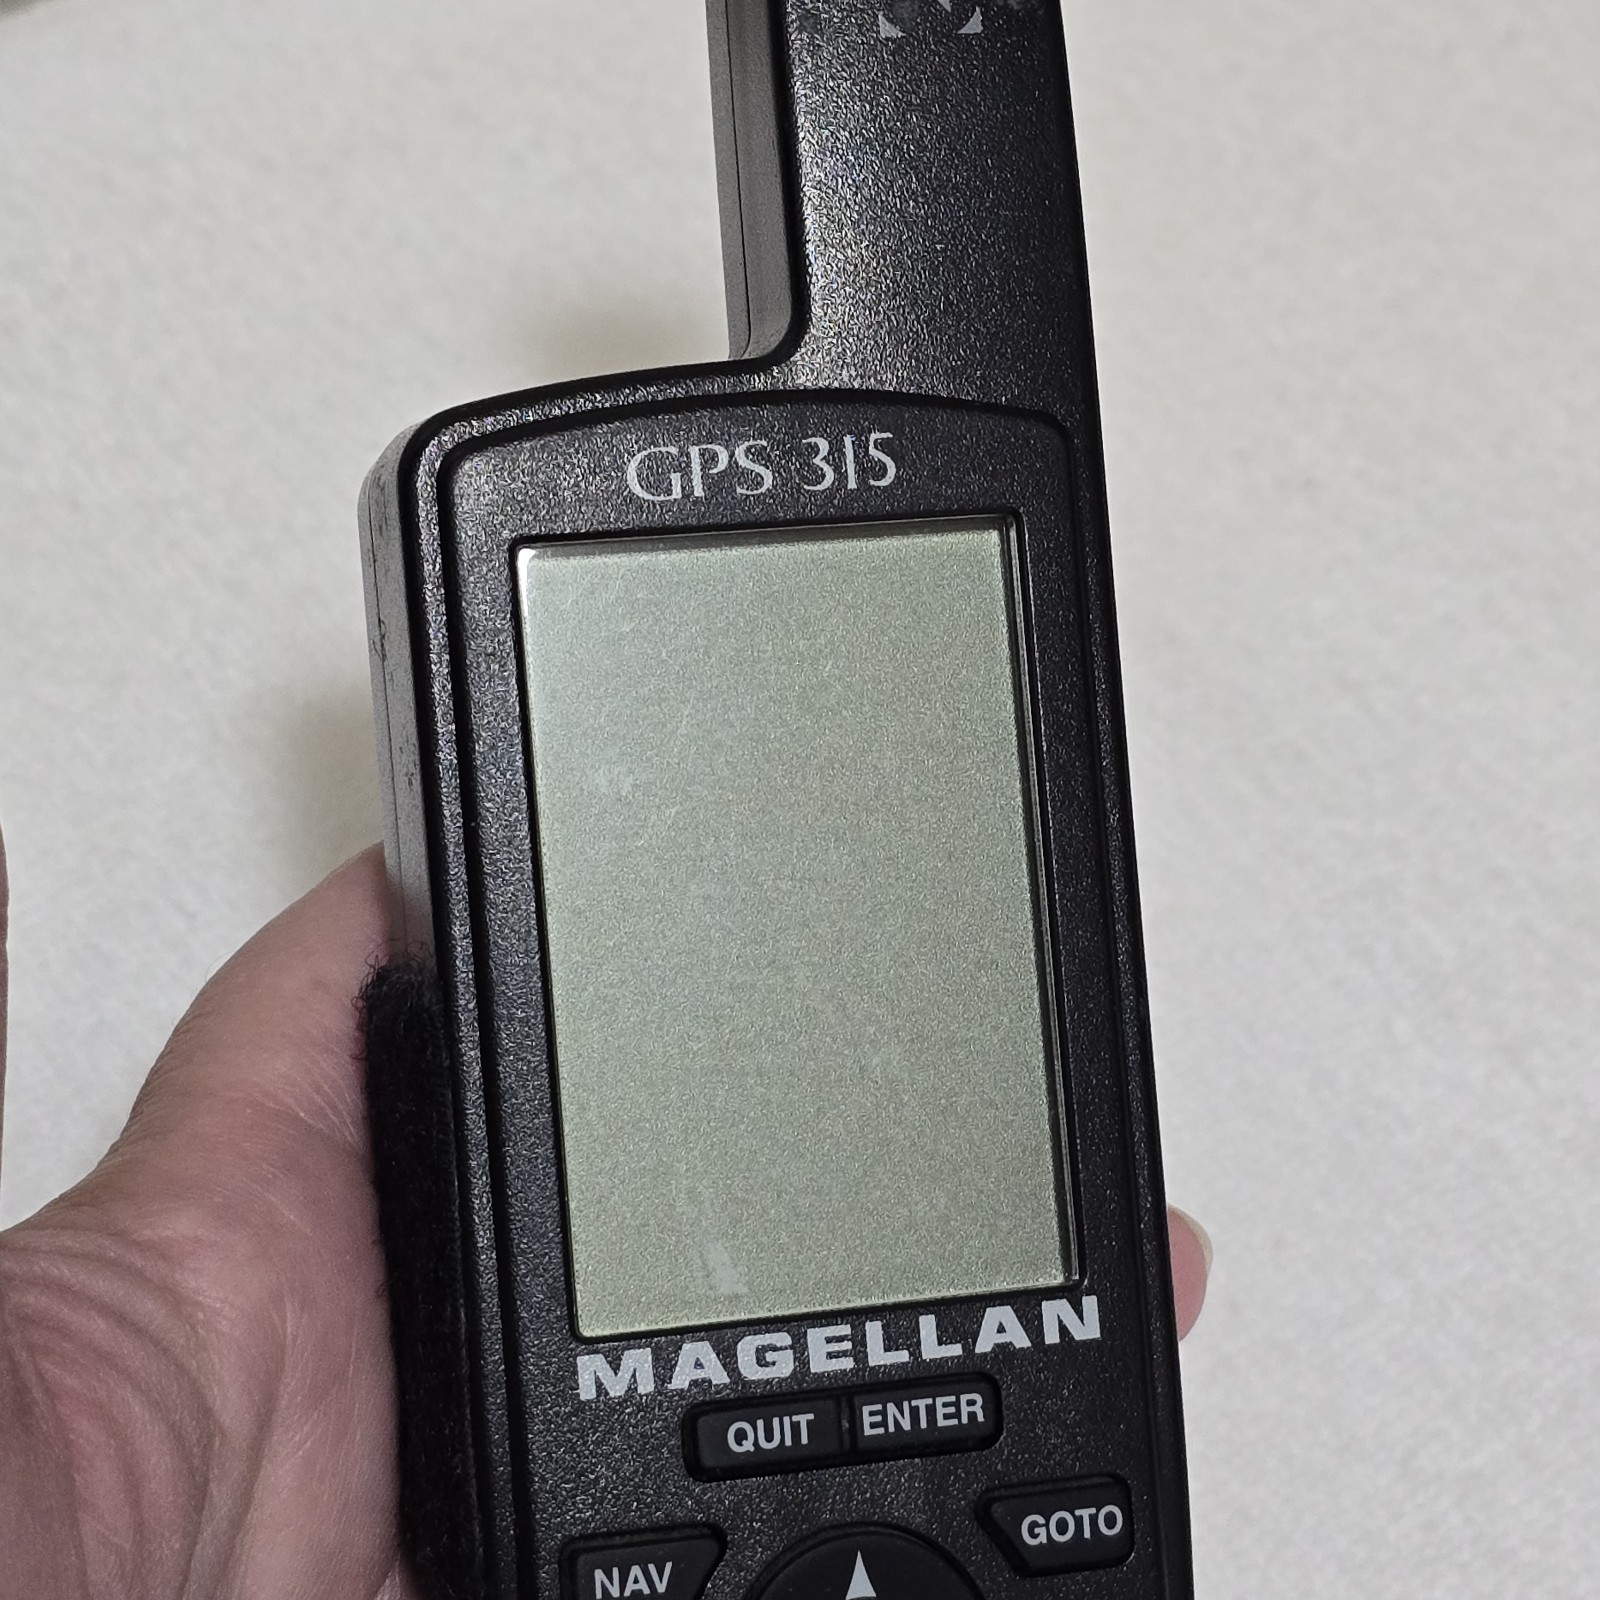 GPS 315
MAGELLAN
QUIT ENTER
GOTO
NAV